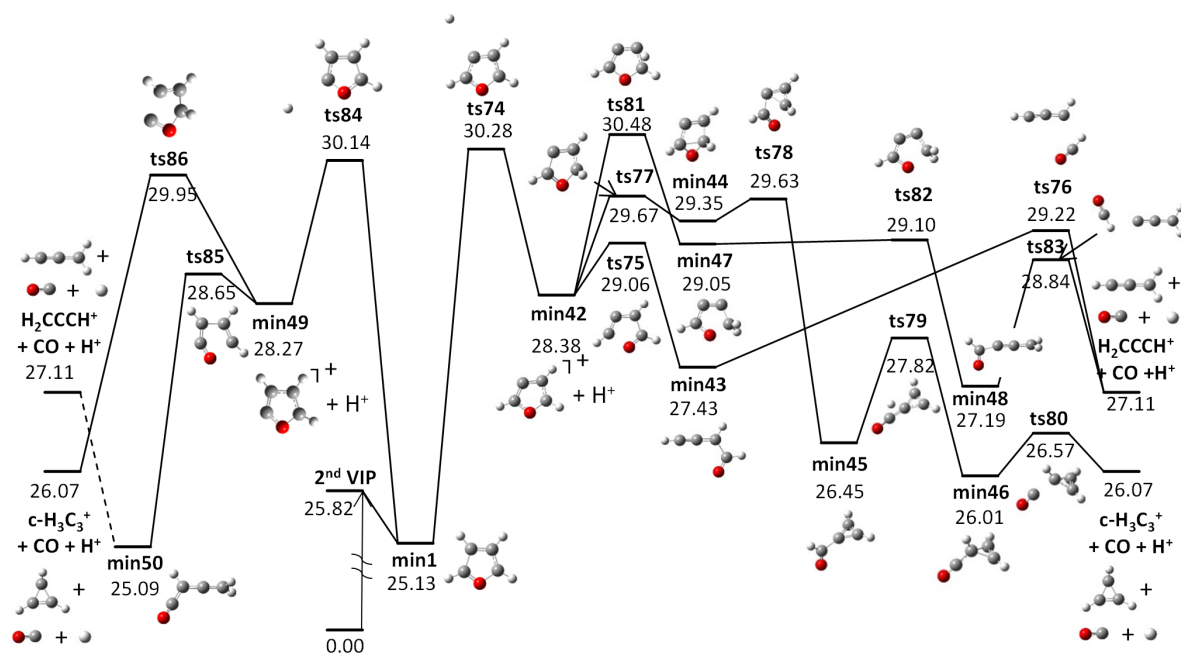 ts86
29.95
ts85
28.65
ts84
30.14
ts74
30.28
ts81
30.48
ts77
29.67
min44
29.35
ts78
29.63
ts82
29.10
ts76
29.22
ts83
28.84
ts75
29.06
min47
29.05
min49
28.27
┐+
+ H⁺
min42
28.38
┐+
+ H⁺
min43
27.43
ts79
27.82
min48
27.19
+
+
H₂CCCH⁺
+ CO + H⁺
27.11
26.07
c-H₃C₃⁺
+ CO + H⁺
+
+
min50
25.09
2ⁿᵈ VIP
25.82
0.00
min1
25.13
min45
26.45
min46
26.01
ts80
26.57
+
+
H₂CCCH⁺
+ CO +H⁺
27.11
26.07
c-H₃C₃⁺
+ CO + H⁺
+
+